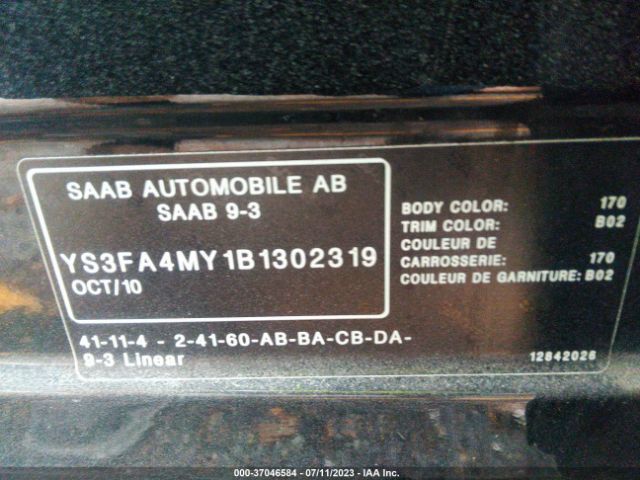 SAAB AUTOMOBILE AB
SAAB 9-3
YS3FA4MY1B1302319
OCT/10
41-11-4 - 2-41-60-AB-BA-CB-DA-
9-3 Linear
BODY COLOR: 170
TRIM COLOR: B02
COULEUR DE
CARROSSERIE: 170
COULEUR DE GARNITURE: B02
12842026
000-37046584 / 07/11/2023 - IAA Inc.